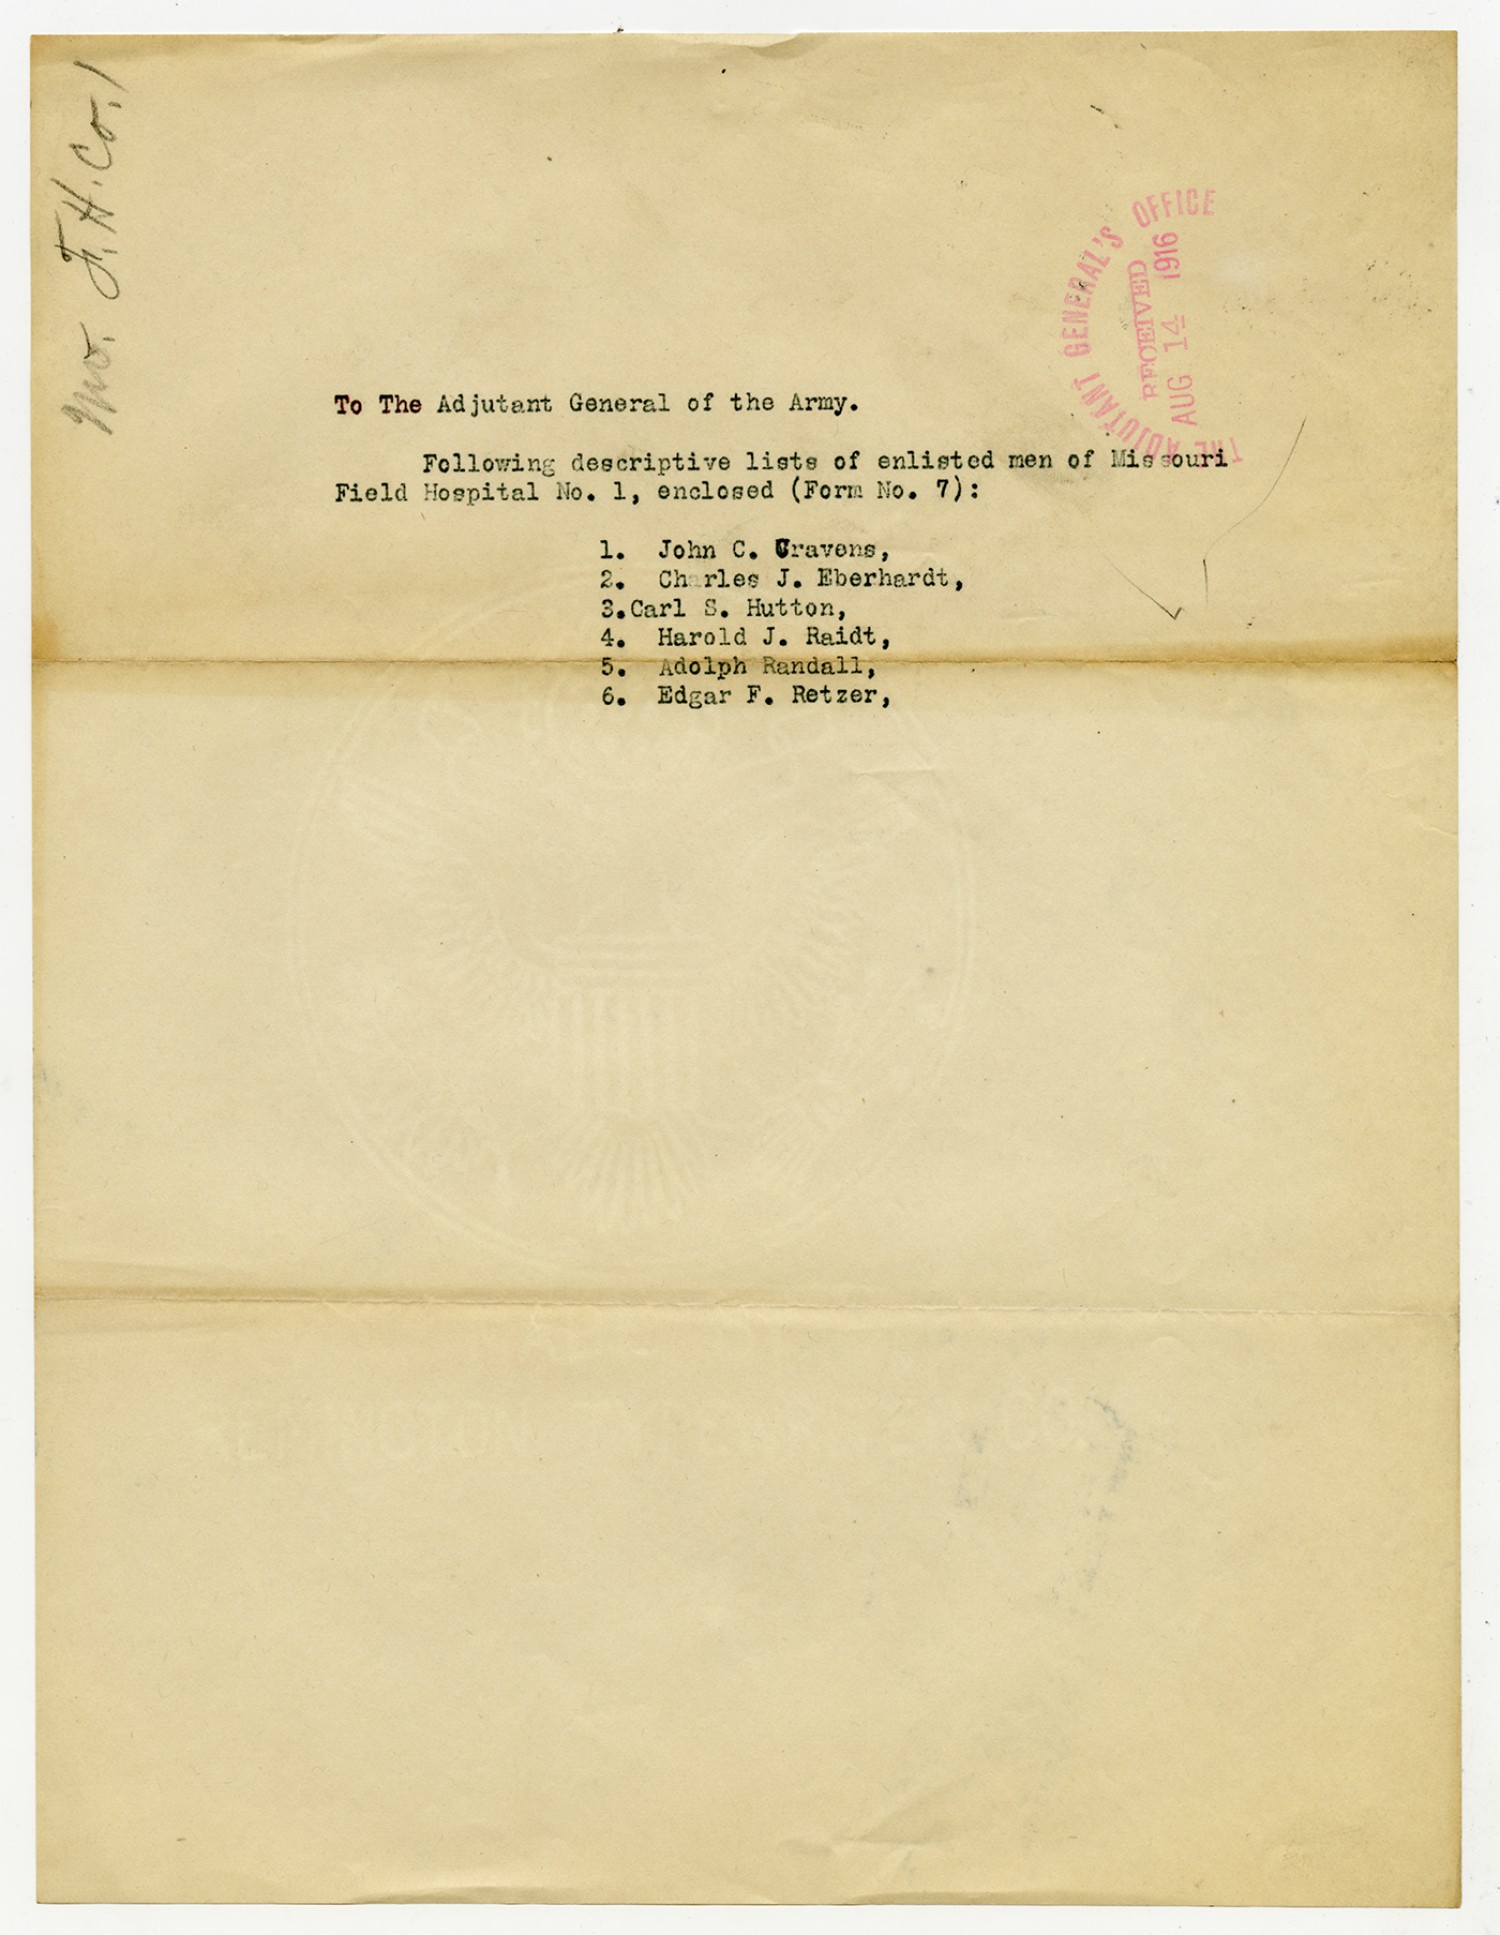 Mo. F. H. Co. 1
THE ADJUTANT GENERAL'S OFFICE
RECEIVED
AUG 14 1916
To The Adjutant General of the Army.
Following descriptive lists of enlisted men of Missouri
Field Hospital No. 1, enclosed (Form No. 7):
1. John C. Cravens,
2. Charles J. Eberhardt,
3.Carl S. Hutton,
4. Harold J. Raidt,
5. Adolph Randall,
6. Edgar F. Retzer,